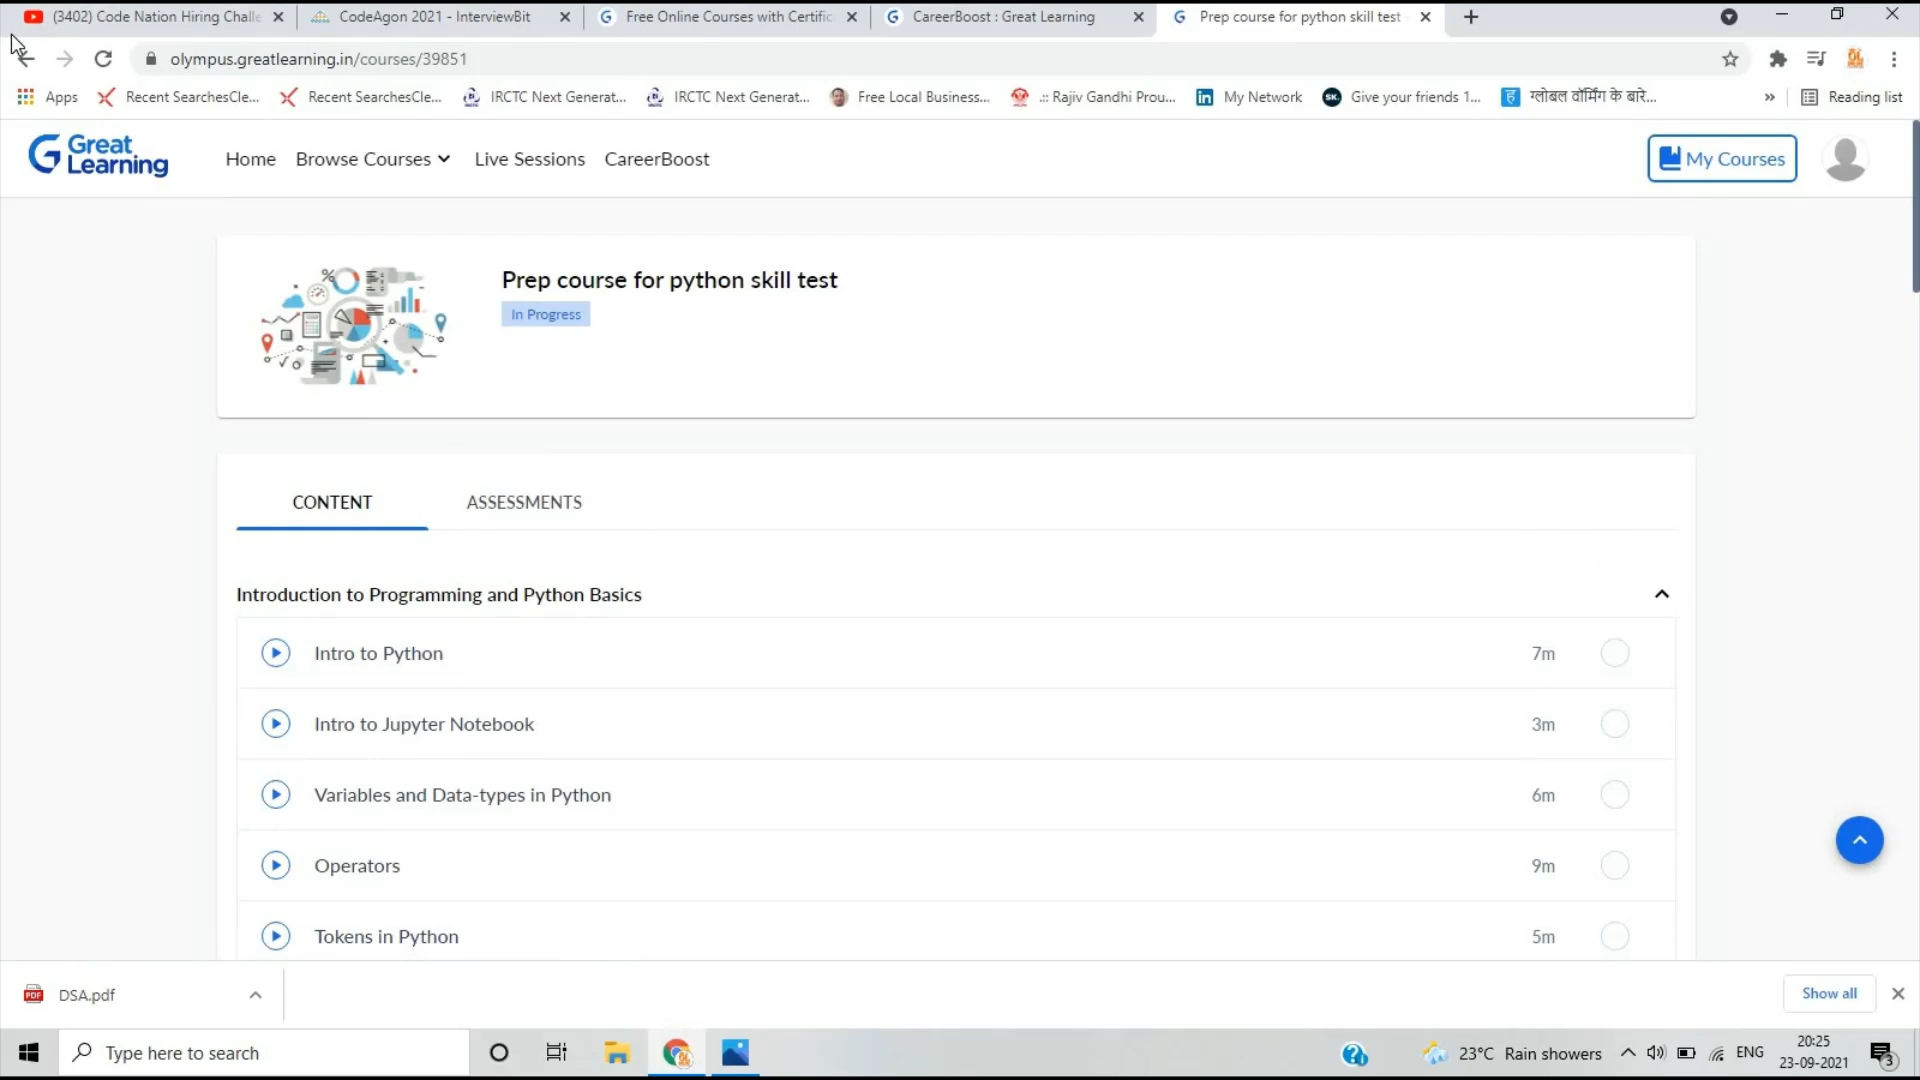 (3402) Code Nation Hiring Challe
CodeAgon 2021 - InterviewBit
Free Online Courses with Certific
CareerBoost : Great Learning
Prep course for python skill test
olympus.greatlearning.in/courses/39851
Apps
Recent SearchesCle...
Recent SearchesCle...
IRCTC Next Generat...
IRCTC Next Generat...
Free Local Business...
.:: Rajiv Gandhi Prou...
My Network
Give your friends 1...
ग्लोबल वॉर्मिंग के बारे...
»
Reading list
Great Learning
Home
Browse Courses
Live Sessions
CareerBoost
My Courses
Prep course for python skill test
In Progress
CONTENT
ASSESSMENTS
Introduction to Programming and Python Basics
Intro to Python
7m
Intro to Jupyter Notebook
3m
Variables and Data-types in Python
6m
Operators
9m
Tokens in Python
5m
DSA.pdf
Show all
Type here to search
23°C Rain showers
ENG
20:25
23-09-2021
3